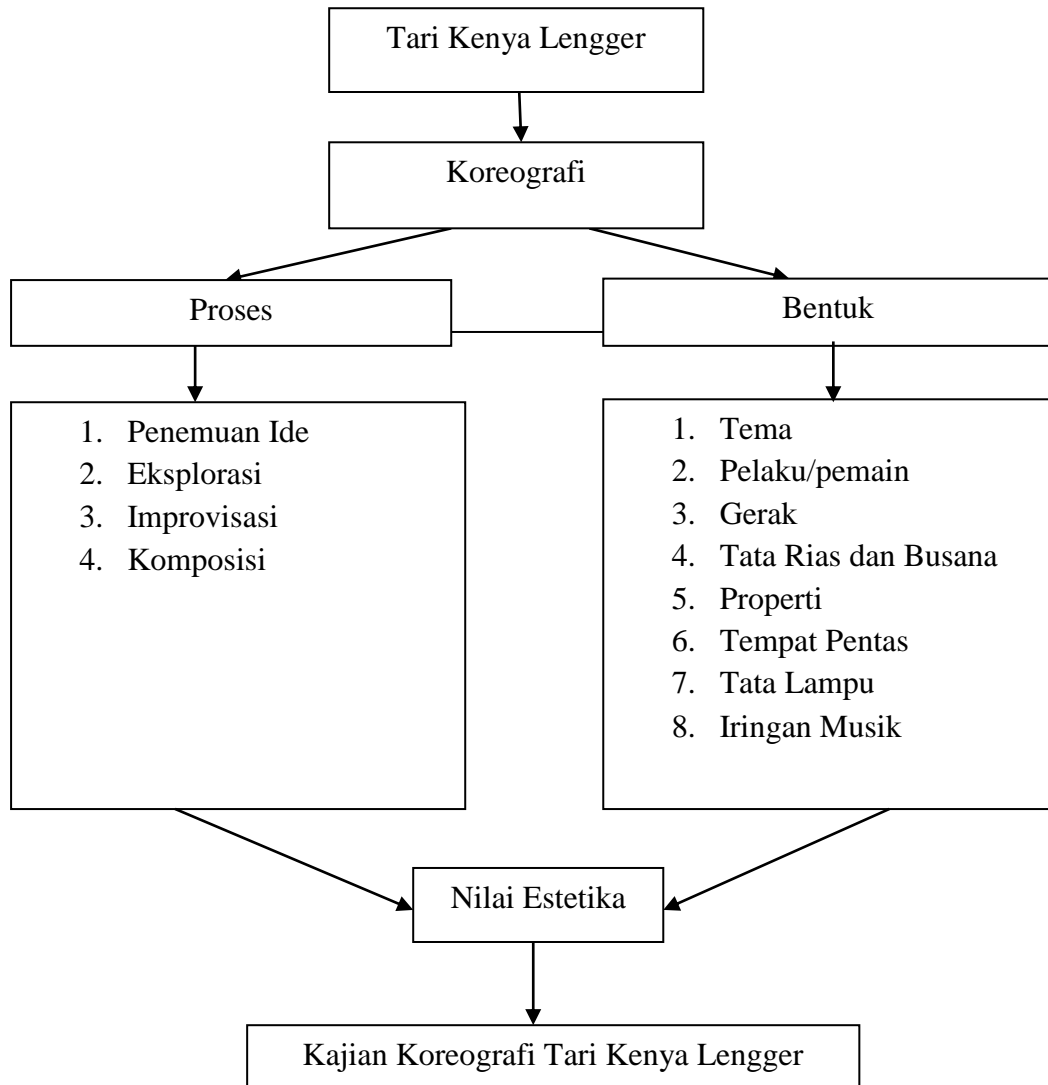 Tari Kenya Lengger
Koreografi
Proses
Bentuk
1. Penemuan Ide
2. Eksplorasi
3. Improvisasi
4. Komposisi
1. Tema
2. Pelaku/pemain
3. Gerak
4. Tata Rias dan Busana
5. Properti
6. Tempat Pentas
7. Tata Lampu
8. Iringan Musik
Nilai Estetika
Kajian Koreografi Tari Kenya Lengger